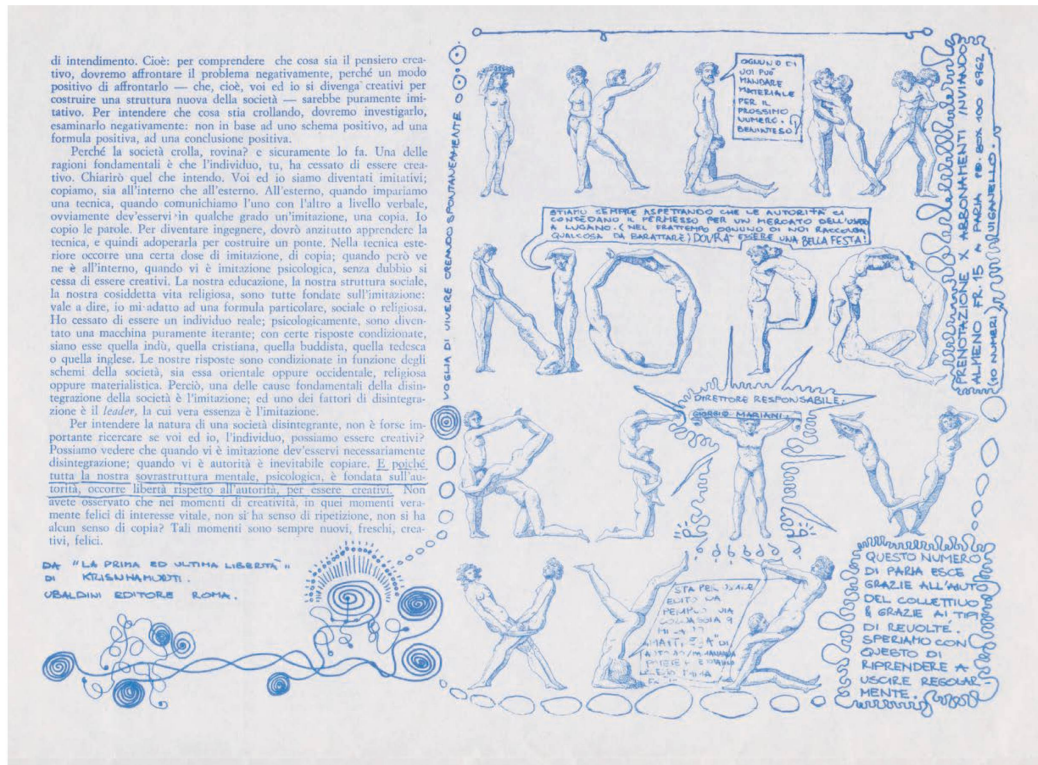 di intendimento. Cioè: per comprendere che cosa sia il pensiero crea-
tivo, dovremo affrontare il problema negativamente, perché un modo
positivo di affrontarlo — che, cioè, voi ed io si divenga creativi per
costruire una struttura nuova della società — sarebbe puramente imi-
tativo. Per intendere che cosa stia crollando, dovremo investigarlo,
esaminarlo negativamente: non in base ad uno schema positivo, ad una
formula positiva, ad una conclusione positiva.
Perché la società crolla, rovina? e sicuramente lo fa. Una delle
ragioni fondamentali è che l'individuo, tu, ha cessato di essere crea-
tivo. Chiarirò quel che intendo. Voi ed io siamo diventati imitativi;
copiamo, sia all'interno che all'esterno. All'esterno, quando impariamo
una tecnica, quando comunichiamo l'uno con l'altro a livello verbale,
ovviamente dev'esservi in qualche grado un'imitazione, una copia. Io
copio le parole. Per diventare ingegnere, dovrò anzitutto apprendere la
tecnica, e quindi adoperarla per costruire un ponte. Nella tecnica este-
riore occorre una certa dose di imitazione, di copia; quando però ve
ne è all'interno, quando vi è imitazione psicologica, senza dubbio si
cessa di essere creativi. La nostra educazione, la nostra struttura sociale,
la nostra cosiddetta vita religiosa, sono tutte fondate sull'imitazione:
vale a dire, io mi adatto ad una formula particolare, sociale o religiosa.
Ho cessato di essere un individuo reale; psicologicamente, sono diven-
tato una macchina puramente iterante; con certe risposte condizionate,
siano esse quella indù, quella cristiana, quella buddista, quella tedesca
o quella inglese. Le nostre risposte sono condizionate in funzione degli
schemi della società, sia essa orientale oppure occidentale, religiosa
oppure materialistica. Perciò, una delle cause fondamentali della disin-
tegrazione della società è l'imitazione; ed uno dei fattori di disintegra-
zione è il leader, la cui vera essenza è l'imitazione.
Per intendere la natura di una società disintegrante, non è forse im-
portante ricercare se voi ed io, l'individuo, possiamo essere creativi?
Possiamo vedere che quando vi è imitazione dev'esservi necessariamente
disintegrazione; quando vi è autorità è inevitabile copiare. E poiché
tutta la nostra sovrastruttura mentale, psicologica, è fondata sull'au-
torità, occorre libertà rispetto all'autorità, per essere creativi. Non
avete osservato che nei momenti di creatività, in quei momenti vera-
mente felici di interesse vitale, non si ha senso di ripetizione, non si ha
alcun senso di copia? Tali momenti sono sempre nuovi, freschi, crea-
tivi, felici.
DA "LA PRIMA ED ULTIMA LIBERTÀ"
DI KRISHNAMURTI.
UBALDINI EDITORE ROMA.
VOGLIA DI VIVERE CREANDO SPONTANEAMENTE
OGNUNO DI
VOI PUÒ
MANDARE
MATERIALE
PER IL
PROSSIMO
NUMERO.
BENINTESO!
STIAMO SEMPRE ASPETTANDO CHE LE AUTORITÀ CI
CONCEDANO IL PERMESSO PER UN MERCATO DELL'USATO
A LUGANO. (NEL FRATTEMPO OGNUNO DI NOI RACCOLGA
QUALCOSA DA BARATTARE) DOVRÀ ESSERE UNA BELLA FESTA!
PRENOTAZIONE X ABBONAMENTI INVIANDO
ALMENO FR. 15 A PARIA PB. BOX 100 6962
(10 NUMERI) VIGANTELLO.
DIRETTORE RESPONSABILE:
GIORGIO MARIANI.
QUESTO NUMERO
DI PARIA ESCE
GRAZIE ALL'AIUTO
DEL COLLETTIVO
& GRAZIE AI TIPI
DI REVOLTÉ.
SPERIAMO CON
QUESTO DI
RIPRENDERE A
USCIRE REGOLAR
MENTE.